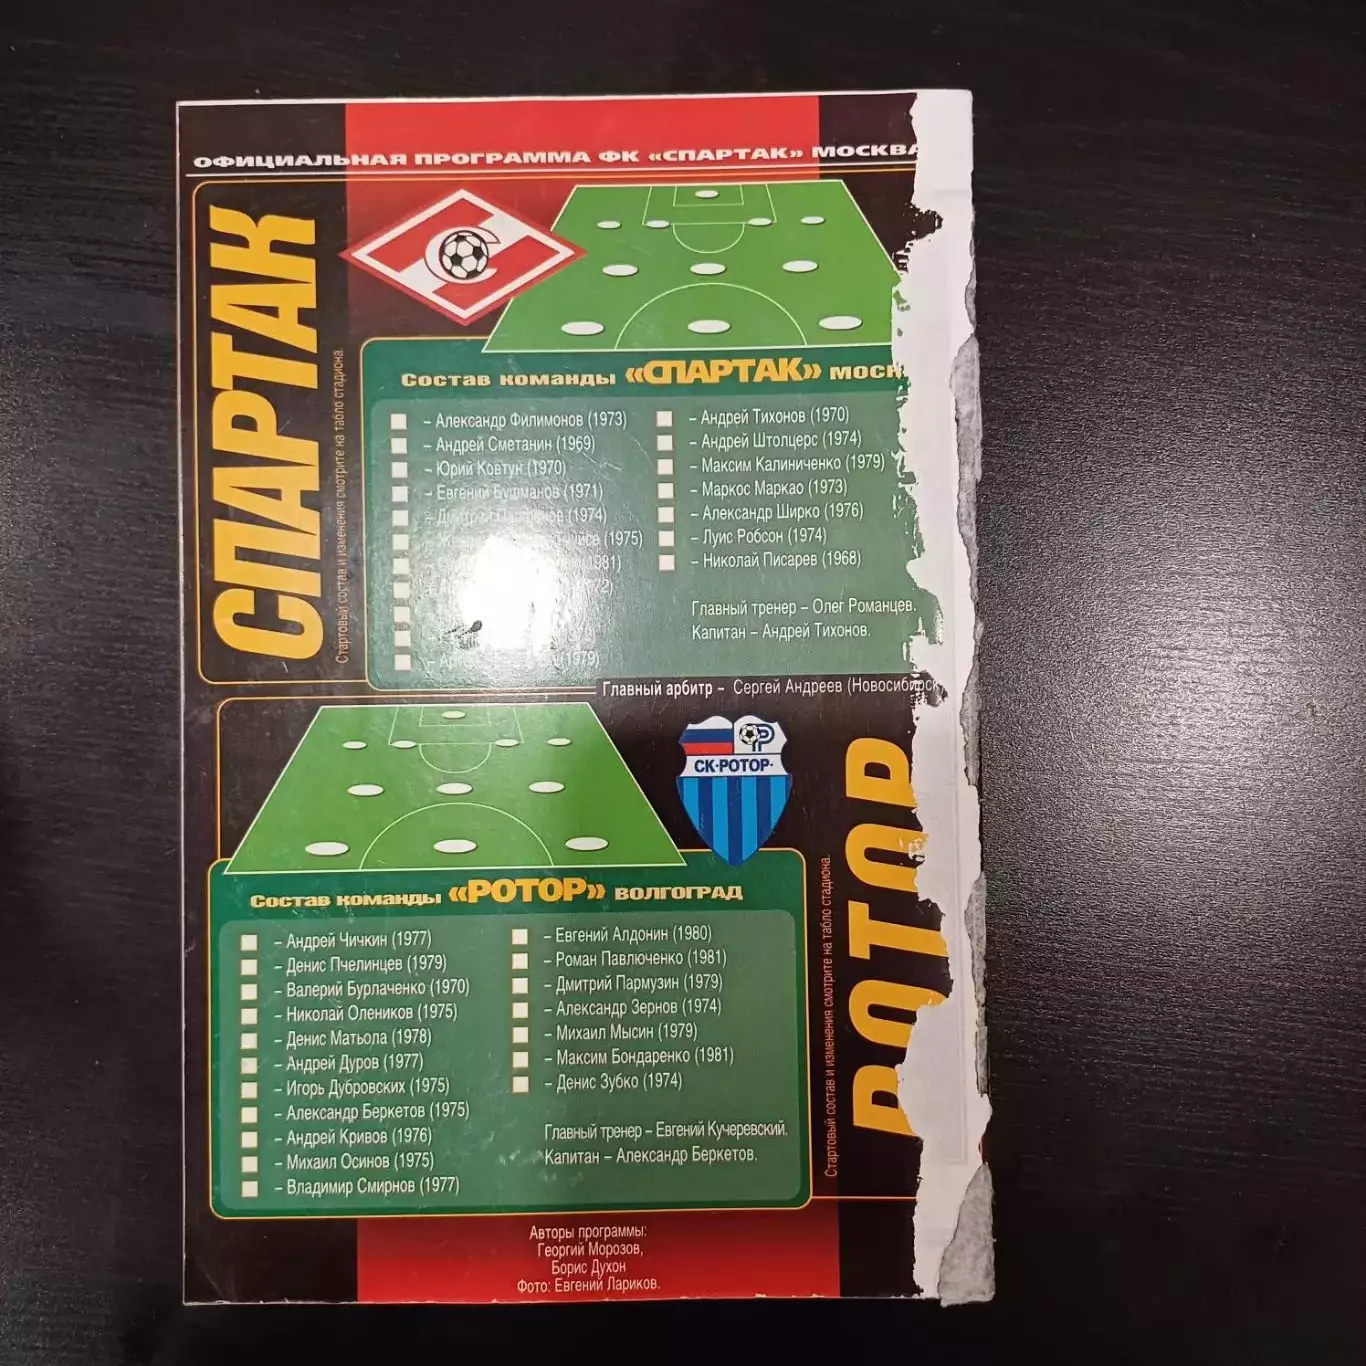 ОФИЦИАЛЬНАЯ ПРОГРАММА ФК «СПАРТАК» МОСКВА
СПАРТАК
Стартовый состав и изменения смотрите на табло стадиона.
Состав команды «СПАРТАК»
– Александр Филимонов (1973)
– Андрей Сметанин (1969)
– Юрий Ковтун (1970)
– Евгений Бушманов (1971)
– Дмитрий (1974)
(1975)
1981)
(1979)
– Андрей Тихонов (1970)
– Андрей Штолцерс (1974)
– Максим Калиниченко (1979)
– Маркос Маркао (1973)
– Александр Ширко (1976)
– Луис Робсон (1974)
– Николай Писарев (1968)
Главный тренер – Олег Романцев.
Капитан – Андрей Тихонов.
Главный арбитр – Сергей Андреев (Новосибирск
СК•РОТОР•
РОТОР
Стартовый состав и изменения смотрите на табло стадиона.
Состав команды «РОТОР» ВОЛГОГРАД
– Андрей Чичкин (1977)
– Денис Пчелинцев (1979)
– Валерий Бурлаченко (1970)
– Николай Олеников (1975)
– Денис Матьола (1978)
– Андрей Дуров (1977)
– Игорь Дубровских (1975)
– Александр Беркетов (1975)
– Андрей Кривов (1976)
– Михаил Осинов (1975)
– Владимир Смирнов (1977)
– Евгений Алдонин (1980)
– Роман Павлюченко (1981)
– Дмитрий Пармузин (1979)
– Александр Зернов (1974)
– Михаил Мысин (1979)
– Максим Бондаренко (1981)
– Денис Зубко (1974)
Главный тренер – Евгений Кучеревский.
Капитан – Александр Беркетов.
Авторы программы:
Георгий Морозов,
Борис Духон
Фото: Евгений Лариков.